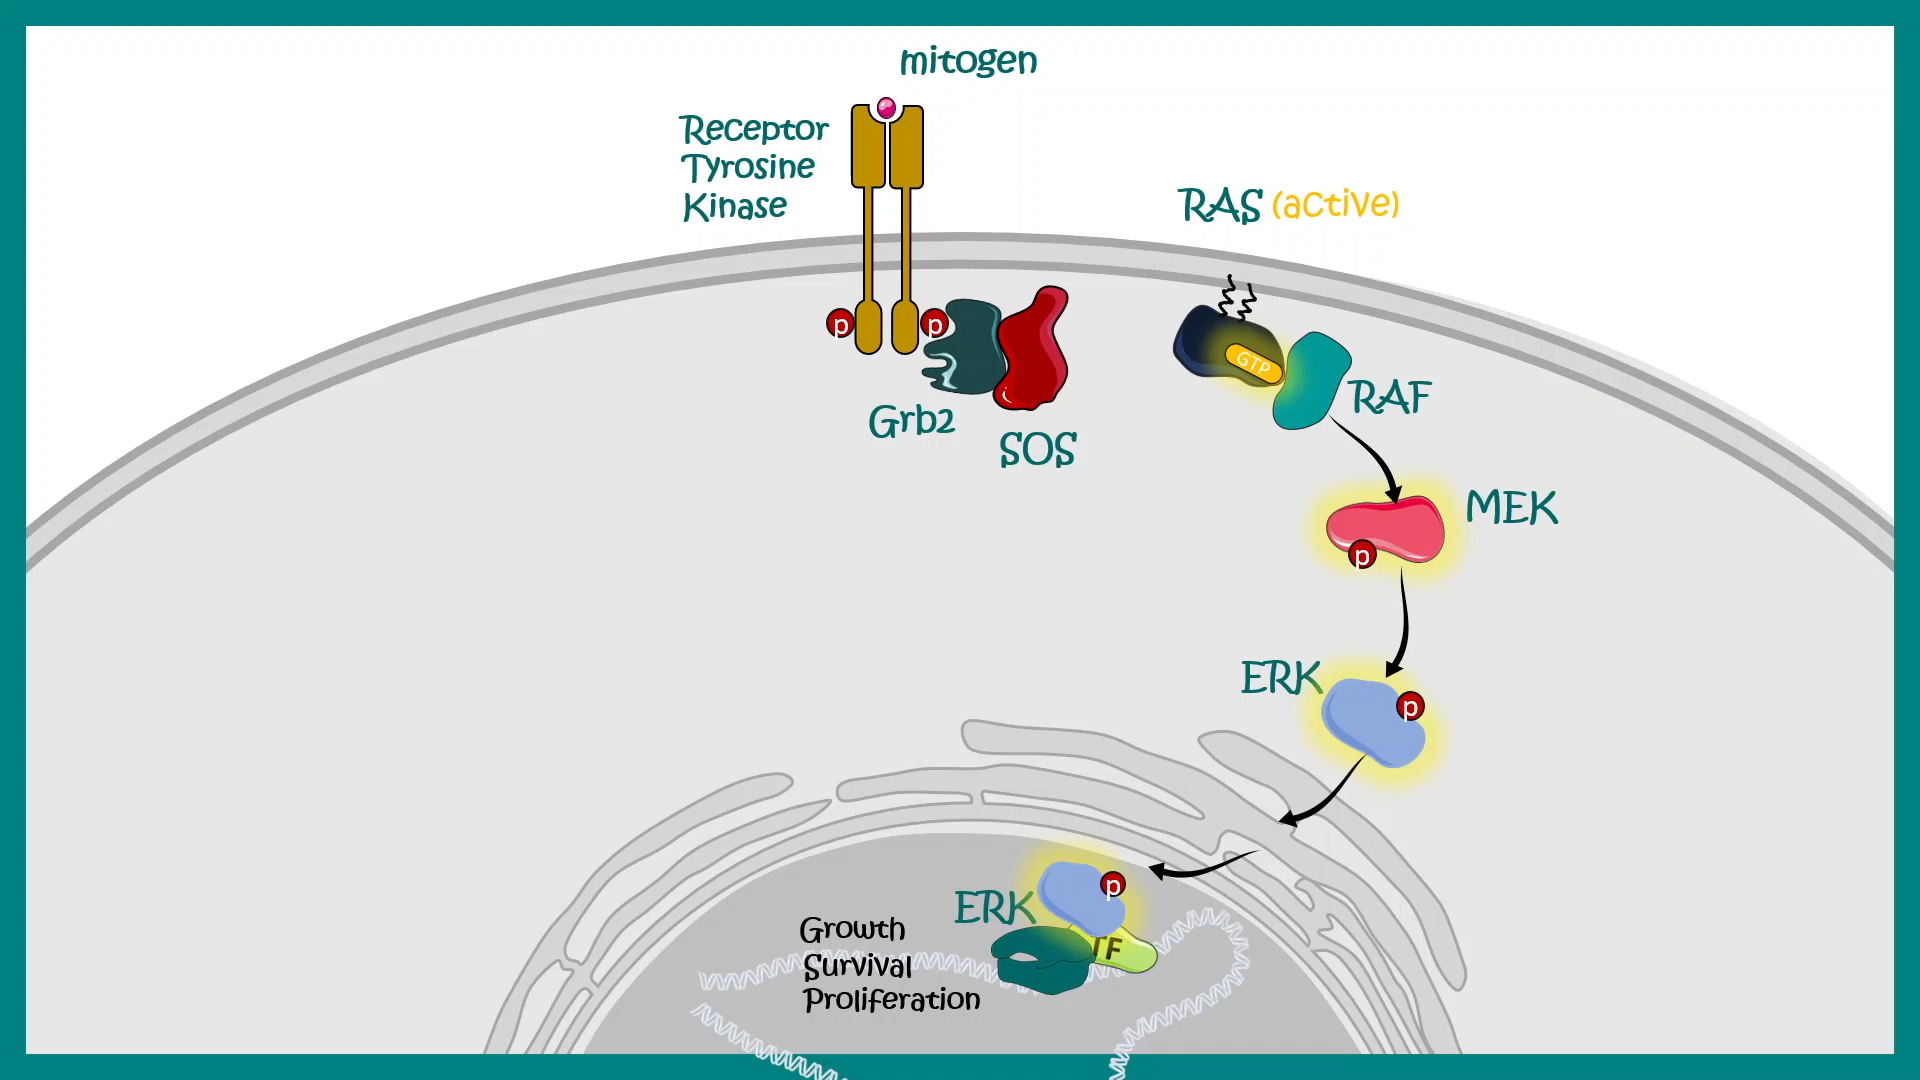 mitogen
Receptor
Tyrosine
Kinase
RAS (active)
p
p
GTP
RAF
Grb2
SOS
MEK
p
ERK
p
p
ERK
TF
Growth
Survival
Proliferation